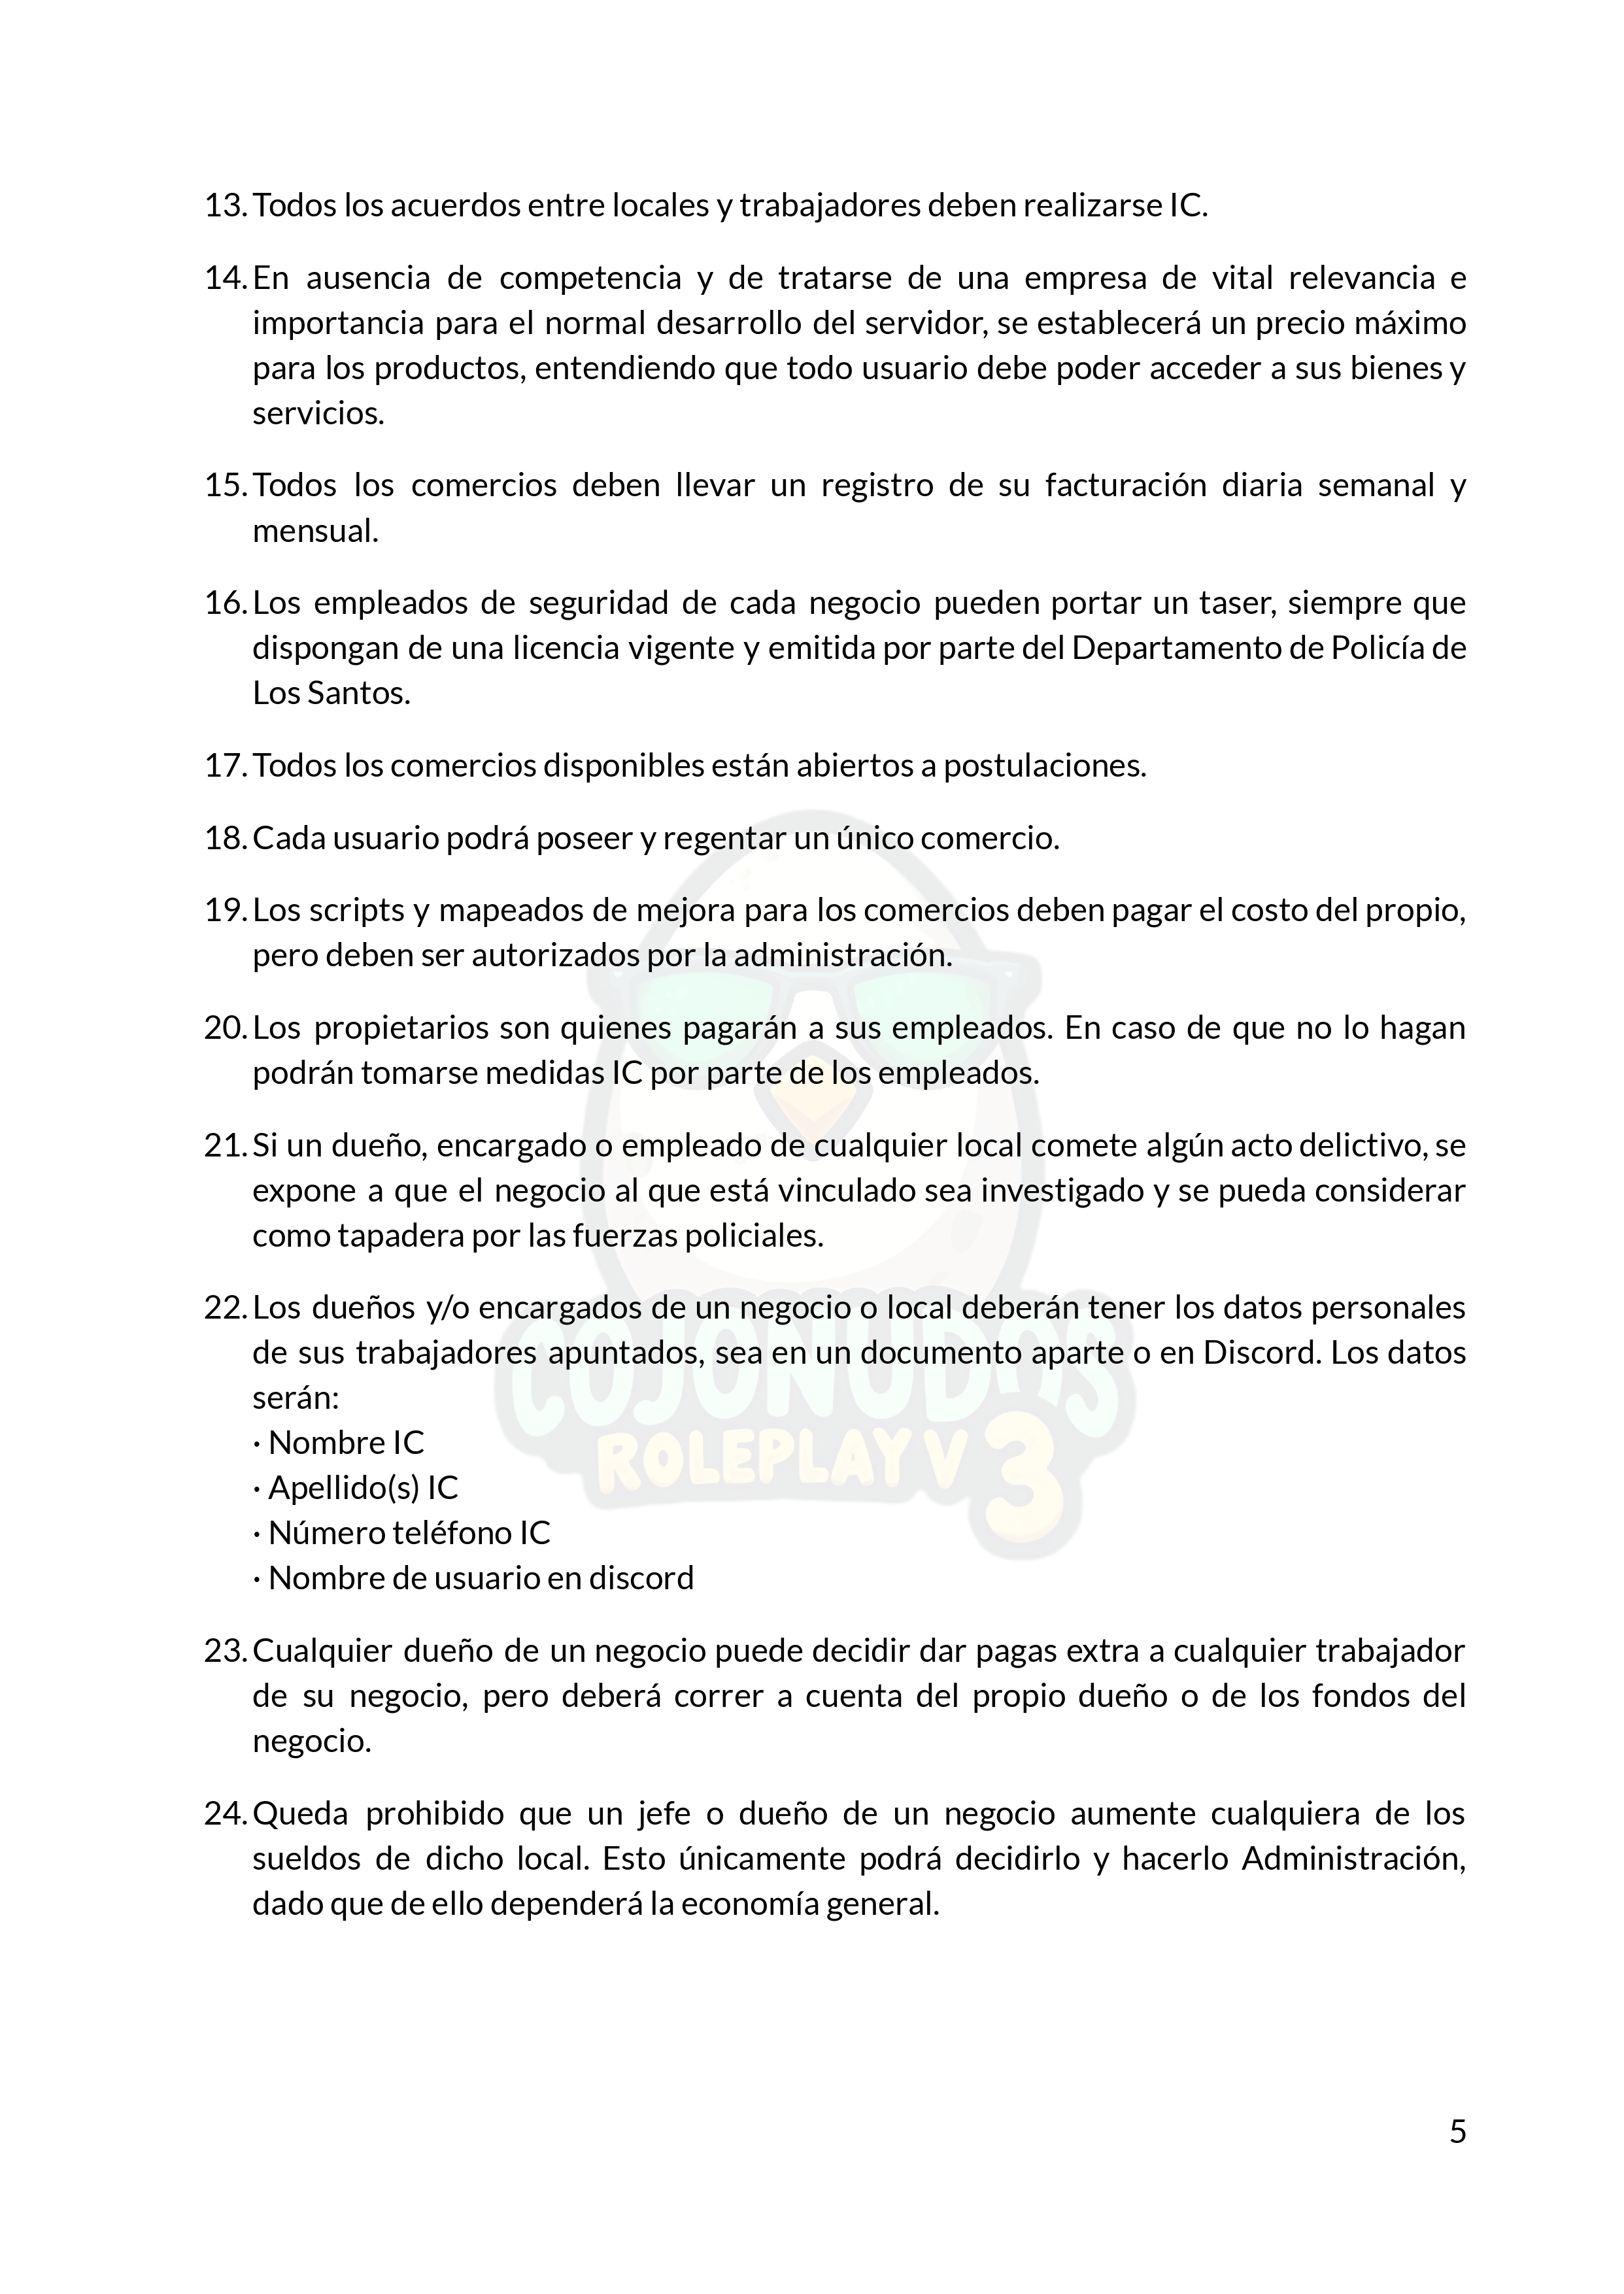 13. Todos los acuerdos entre locales y trabajadores deben realizarse IC.
14. En ausencia de competencia y de tratarse de una empresa de vital relevancia e
importancia para el normal desarrollo del servidor, se establecerá un precio máximo
para los productos, entendiendo que todo usuario debe poder acceder a sus bienes y
servicios.
15. Todos los comercios deben llevar un registro de su facturación diaria semanal y
mensual.
16. Los empleados de seguridad de cada negocio pueden portar un taser, siempre que
dispongan de una licencia vigente y emitida por parte del Departamento de Policía de
Los Santos.
17. Todos los comercios disponibles están abiertos a postulaciones.
18. Cada usuario podrá poseer y regentar un único comercio.
19. Los scripts y mapeados de mejora para los comercios deben pagar el costo del propio,
pero deben ser autorizados por la administración.
20. Los propietarios son quienes pagarán a sus empleados. En caso de que no lo hagan
podrán tomarse medidas IC por parte de los empleados.
21. Si un dueño, encargado o empleado de cualquier local comete algún acto delictivo, se
expone a que el negocio al que está vinculado sea investigado y se pueda considerar
como tapadera por las fuerzas policiales.
22. Los dueños y/o encargados de un negocio o local deberán tener los datos personales
de sus trabajadores apuntados, sea en un documento aparte o en Discord. Los datos
serán:
· Nombre IC
· Apellido(s) IC
· Número teléfono IC
· Nombre de usuario en discord
COJONUDOS
ROLEPLAY V 3
23. Cualquier dueño de un negocio puede decidir dar pagas extra a cualquier trabajador
de su negocio, pero deberá correr a cuenta del propio dueño o de los fondos del
negocio.
24. Queda prohibido que un jefe o dueño de un negocio aumente cualquiera de los
sueldos de dicho local. Esto únicamente podrá decidirlo y hacerlo Administración,
dado que de ello dependerá la economía general.
5